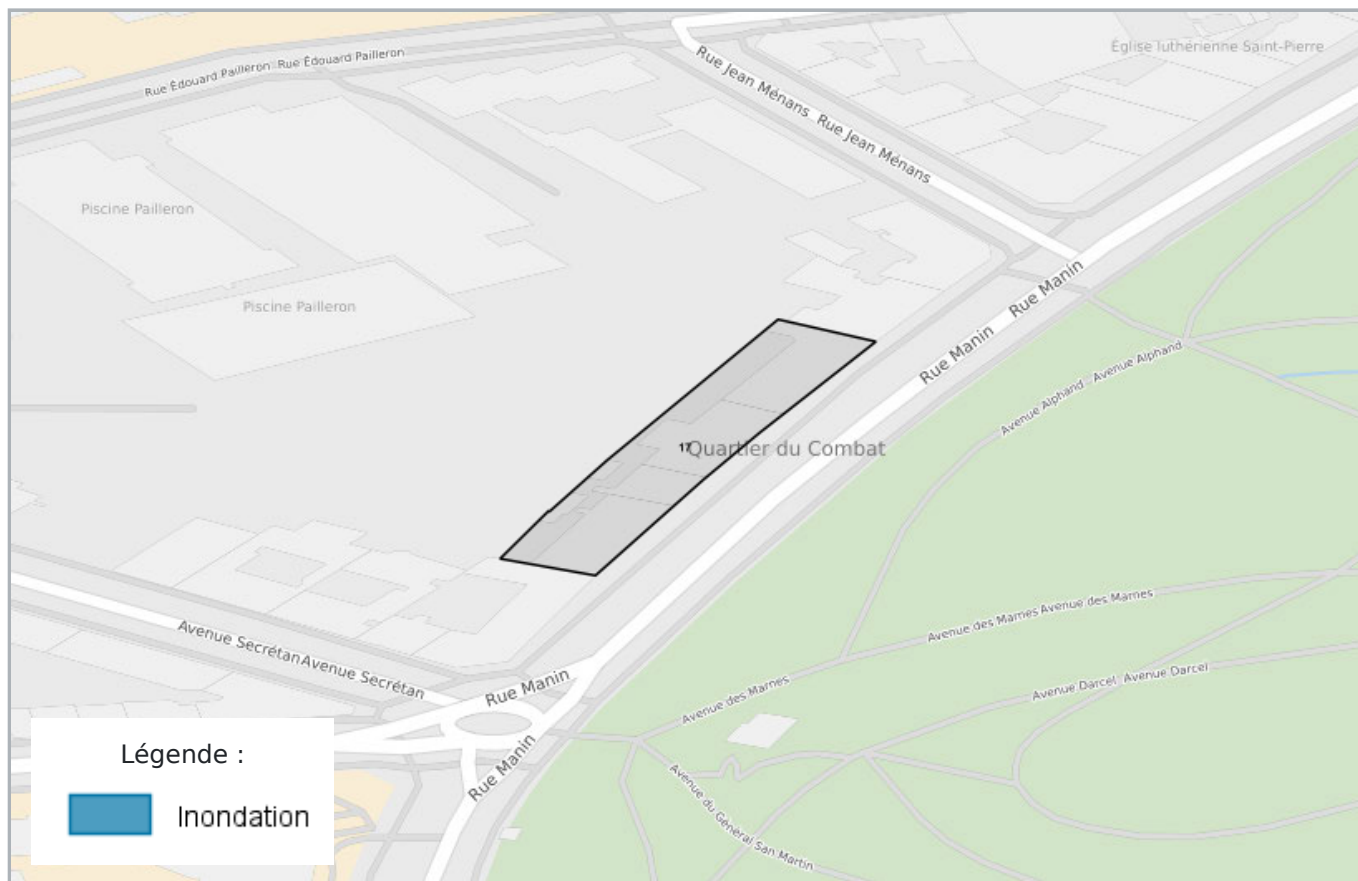 Église luthérienne Saint-Pierre
Rue Édouard Pailleron Rue Édouard Pailleron
Rue Jean Ménans Rue Jean Ménans
Piscine Pailleron
Piscine Pailleron
Rue Manin Rue Manin
Avenue Alphand Avenue Alphand
17
Quartier du Combat
Avenue des Marnes Avenue des Marnes
Avenue Secrétan Avenue Secrétan
Rue Manin
Avenue des Marnes
Avenue Darcel Avenue Darcel
Rue Manin
Avenue du Général San Martin
Légende :
Inondation